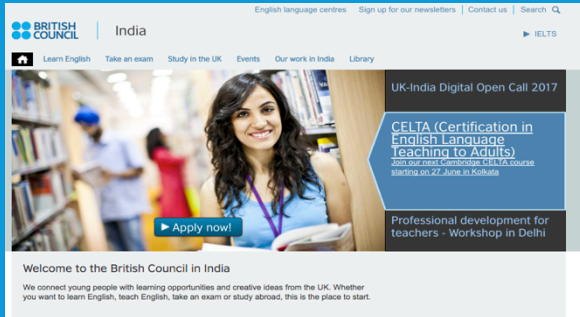 English language centres Sign up for our newsletters Contact us Search
BRITISH
COUNCIL
India
IELTS
Learn English Take an exam Study in the UK Events Our work in India Library
UK-India Digital Open Call 2017
CELTA (Certification in
English Language
Teaching to Adults)
Join our next Cambridge CELTA course
starting on 27 June in Kolkata
Apply now!
Professional development for
teachers - Workshop in Delhi
Welcome to the British Council in India
We connect young people with learning opportunities and creative ideas from the UK. Whether
you want to learn English, teach English, take an exam or study abroad, this is the place to start.